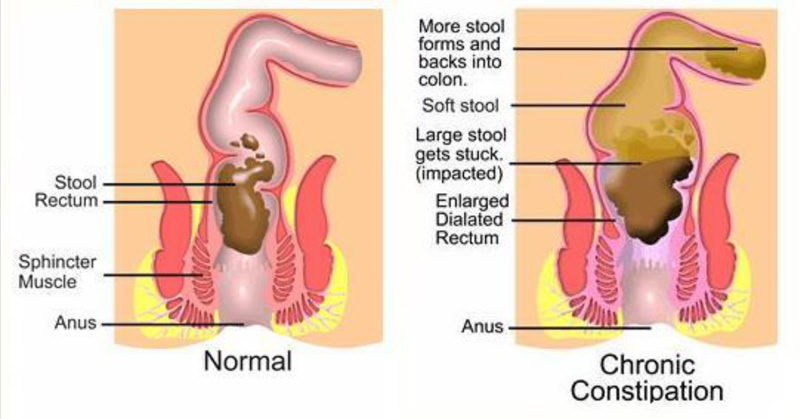 Stool
Rectum
Sphincter
Muscle
Anus
Normal
More stool
forms and
backs into
colon.
Soft stool
Large stool
gets stuck.
(impacted)
Enlarged
Dialated
Rectum
Anus
Chronic
Constipation